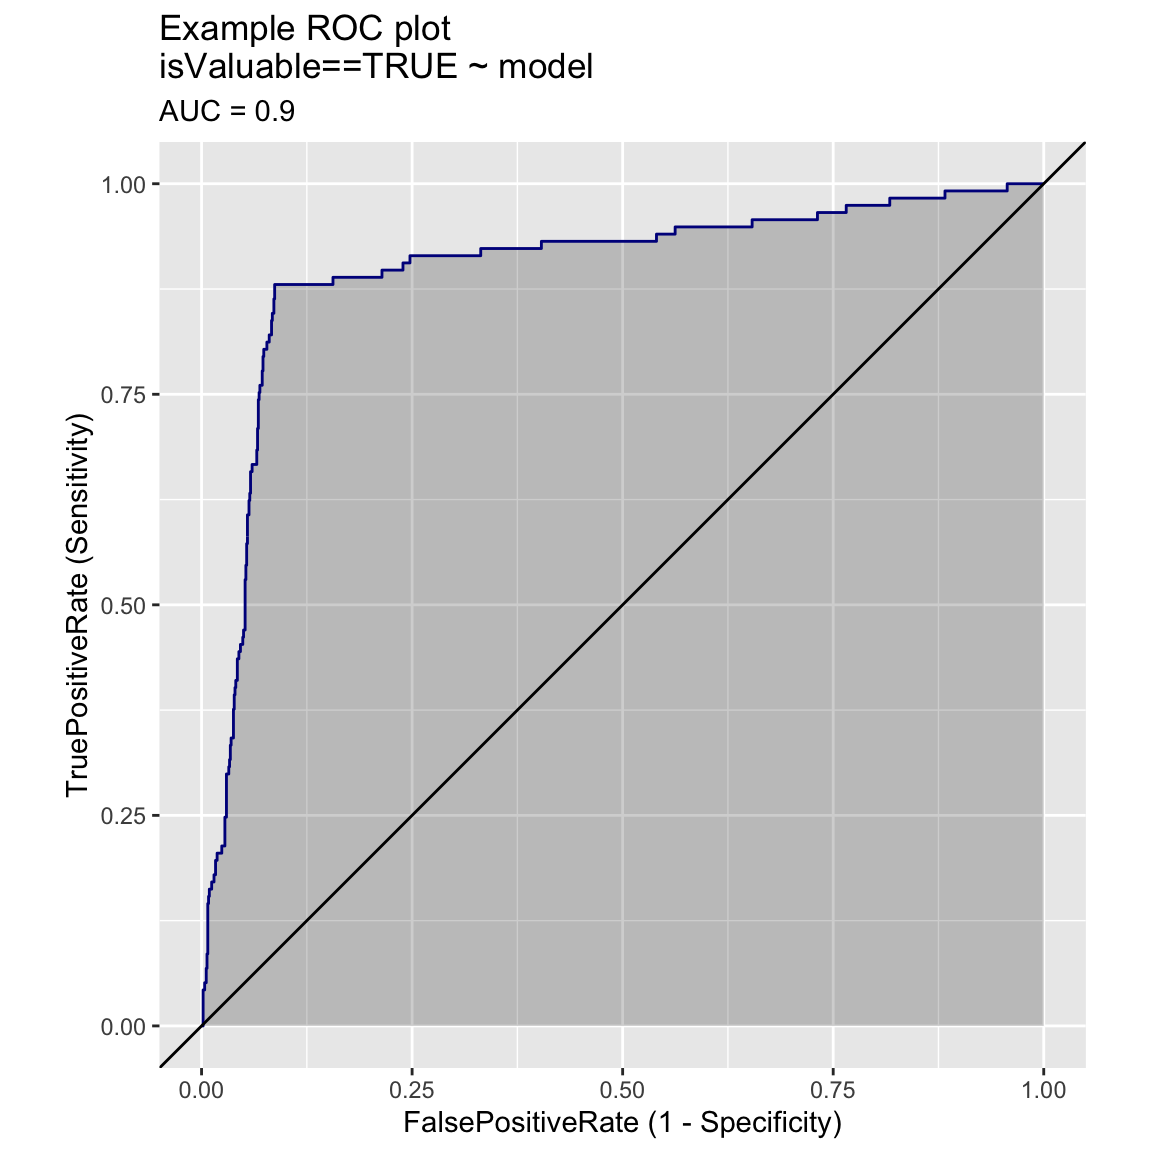 Example ROC plot
isValuable==TRUE ~ model
AUC = 0.9
1.00
0.75
0.50
0.25
0.00
TruePositiveRate (Sensitivity)
0.00 0.25 0.50 0.75 1.00
FalsePositiveRate (1 - Specificity)